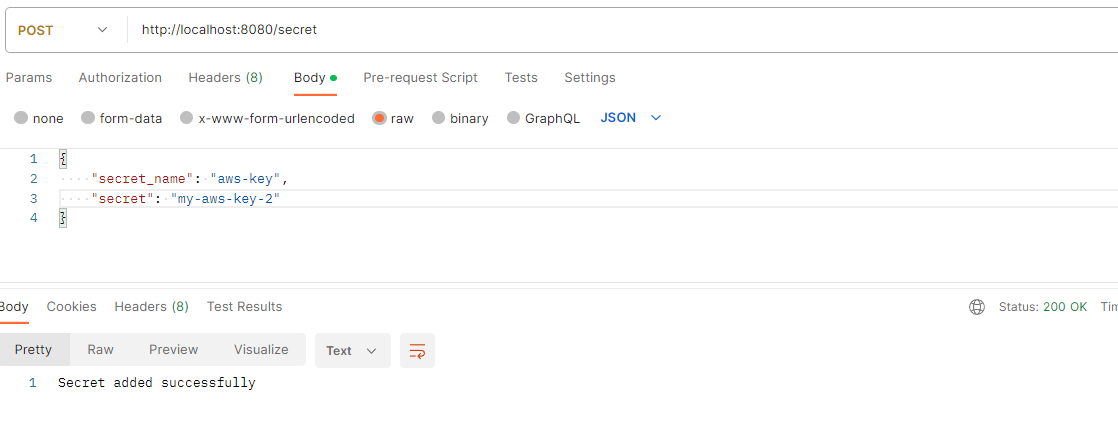 POST http://localhost:8080/secret
Params Authorization Headers (8) Body Pre-request Script Tests Settings
none form-data x-www-form-urlencoded raw binary GraphQL JSON
1 {
2 "secret_name": "aws-key",
3 "secret": "my-aws-key-2"
4 }
Body Cookies Headers (8) Test Results Status: 200 OK
Pretty Raw Preview Visualize Text
1 Secret added successfully